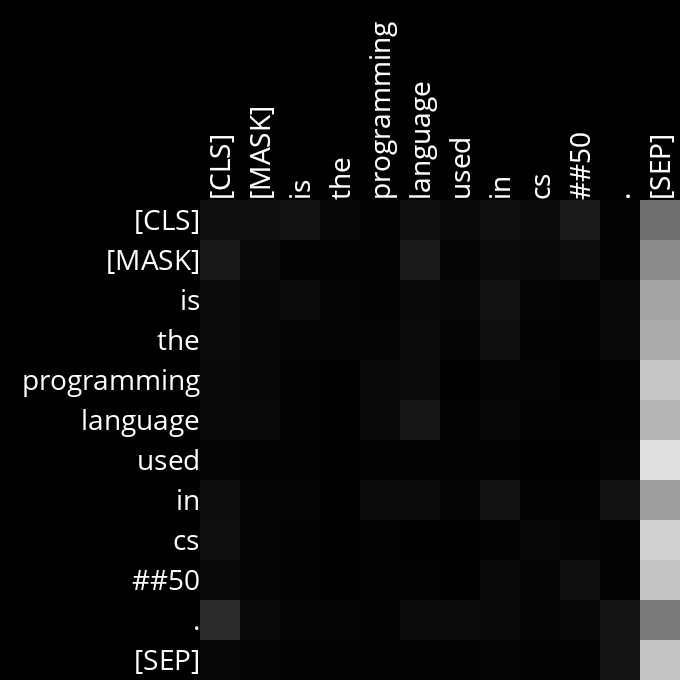 [CLS]
[MASK]
is
the
programming
language
used
in
cs
##50
.
[SEP]
[CLS]
[MASK]
is
the
programming
language
used
in
cs
##50
.
[SEP]